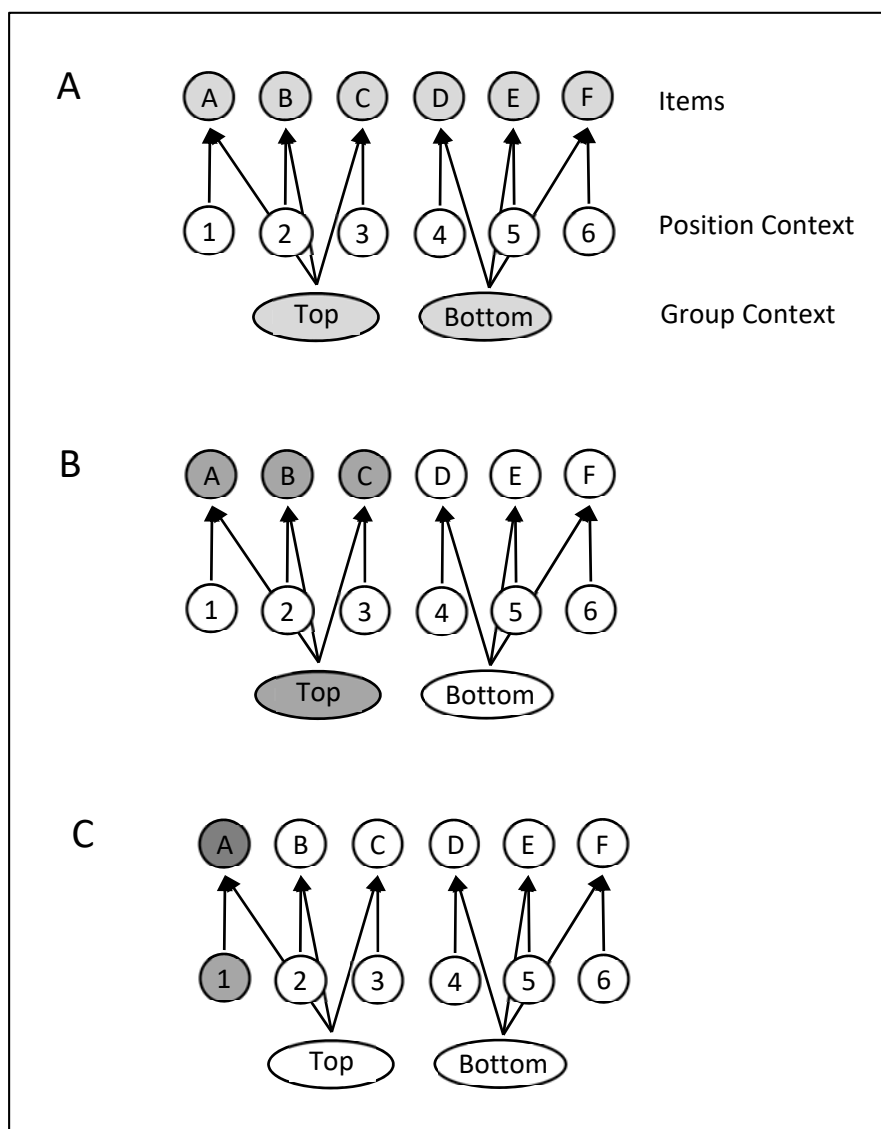 A
A B C D E F Items
1 2 3 4 5 6 Position Context
Top Bottom Group Context
B
A B C D E F
1 2 3 4 5 6
Top Bottom
C
A B C D E F
1 2 3 4 5 6
Top Bottom